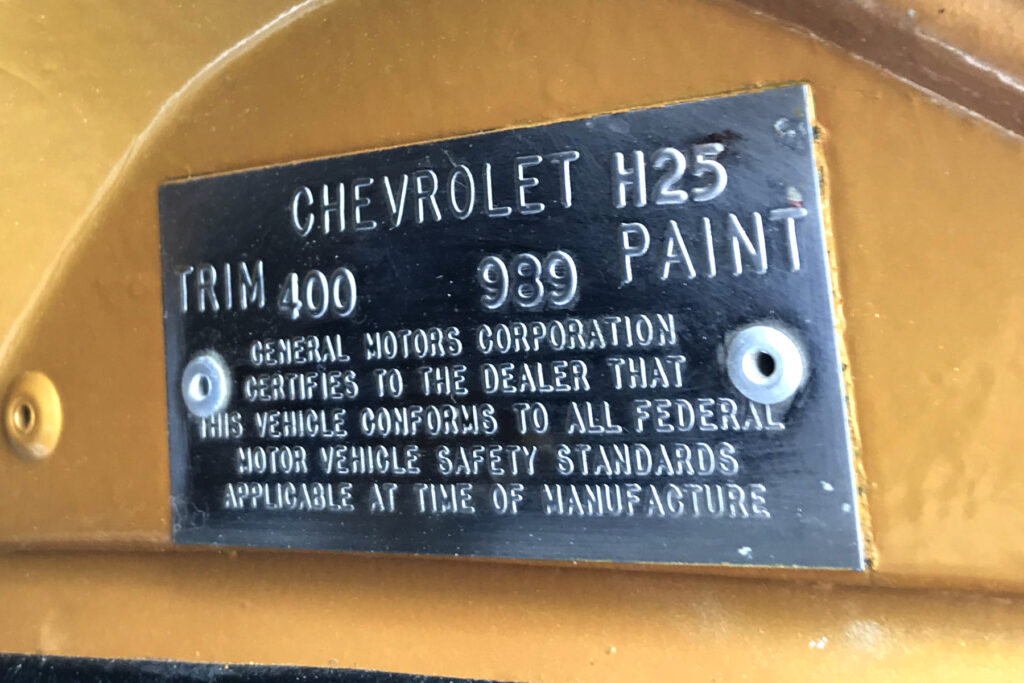 CHEVROLET H25
TRIM 400 989 PAINT
GENERAL MOTORS CORPORATION
CERTIFIES TO THE DEALER THAT
THIS VEHICLE CONFORMS TO ALL FEDERAL
MOTOR VEHICLE SAFETY STANDARDS
APPLICABLE AT TIME OF MANUFACTURE